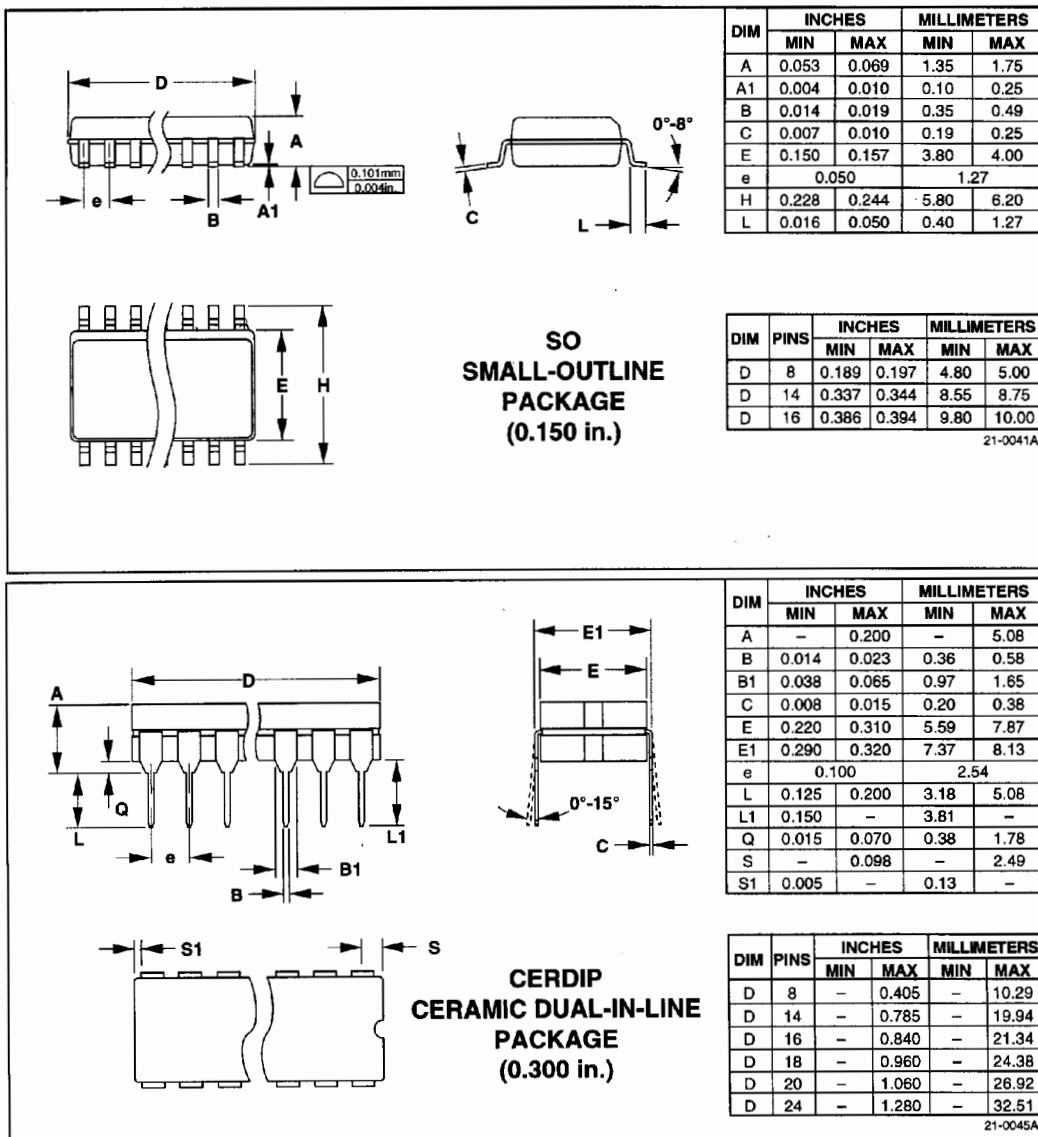 D
A
0.101mm
0.004in.
e
B
A1
C
L
0°-8°
E
H
SO
SMALL-OUTLINE
PACKAGE
(0.150 in.)
DIM INCHES MILLIMETERS
MIN MAX MIN MAX
A 0.053 0.069 1.35 1.75
A1 0.004 0.010 0.10 0.25
B 0.014 0.019 0.35 0.49
C 0.007 0.010 0.19 0.25
E 0.150 0.157 3.80 4.00
e 0.050 1.27
H 0.228 0.244 5.80 6.20
L 0.016 0.050 0.40 1.27
DIM PINS INCHES MILLIMETERS
MIN MAX MIN MAX
D 8 0.189 0.197 4.80 5.00
D 14 0.337 0.344 8.55 8.75
D 16 0.386 0.394 9.80 10.00
21-0041A
D
A
Q
L
e
B
B1
L1
E1
E
0°-15°
C
S1
S
CERDIP
CERAMIC DUAL-IN-LINE
PACKAGE
(0.300 in.)
DIM INCHES MILLIMETERS
MIN MAX MIN MAX
A – 0.200 – 5.08
B 0.014 0.023 0.36 0.58
B1 0.038 0.065 0.97 1.65
C 0.008 0.015 0.20 0.38
E 0.220 0.310 5.59 7.87
E1 0.290 0.320 7.37 8.13
e 0.100 2.54
L 0.125 0.200 3.18 5.08
L1 0.150 – 3.81 –
Q 0.015 0.070 0.38 1.78
S – 0.098 – 2.49
S1 0.005 – 0.13 –
DIM PINS INCHES MILLIMETERS
MIN MAX MIN MAX
D 8 – 0.405 – 10.29
D 14 – 0.785 – 19.94
D 16 – 0.840 – 21.34
D 18 – 0.960 – 24.38
D 20 – 1.060 – 26.92
D 24 – 1.280 – 32.51
21-0045A